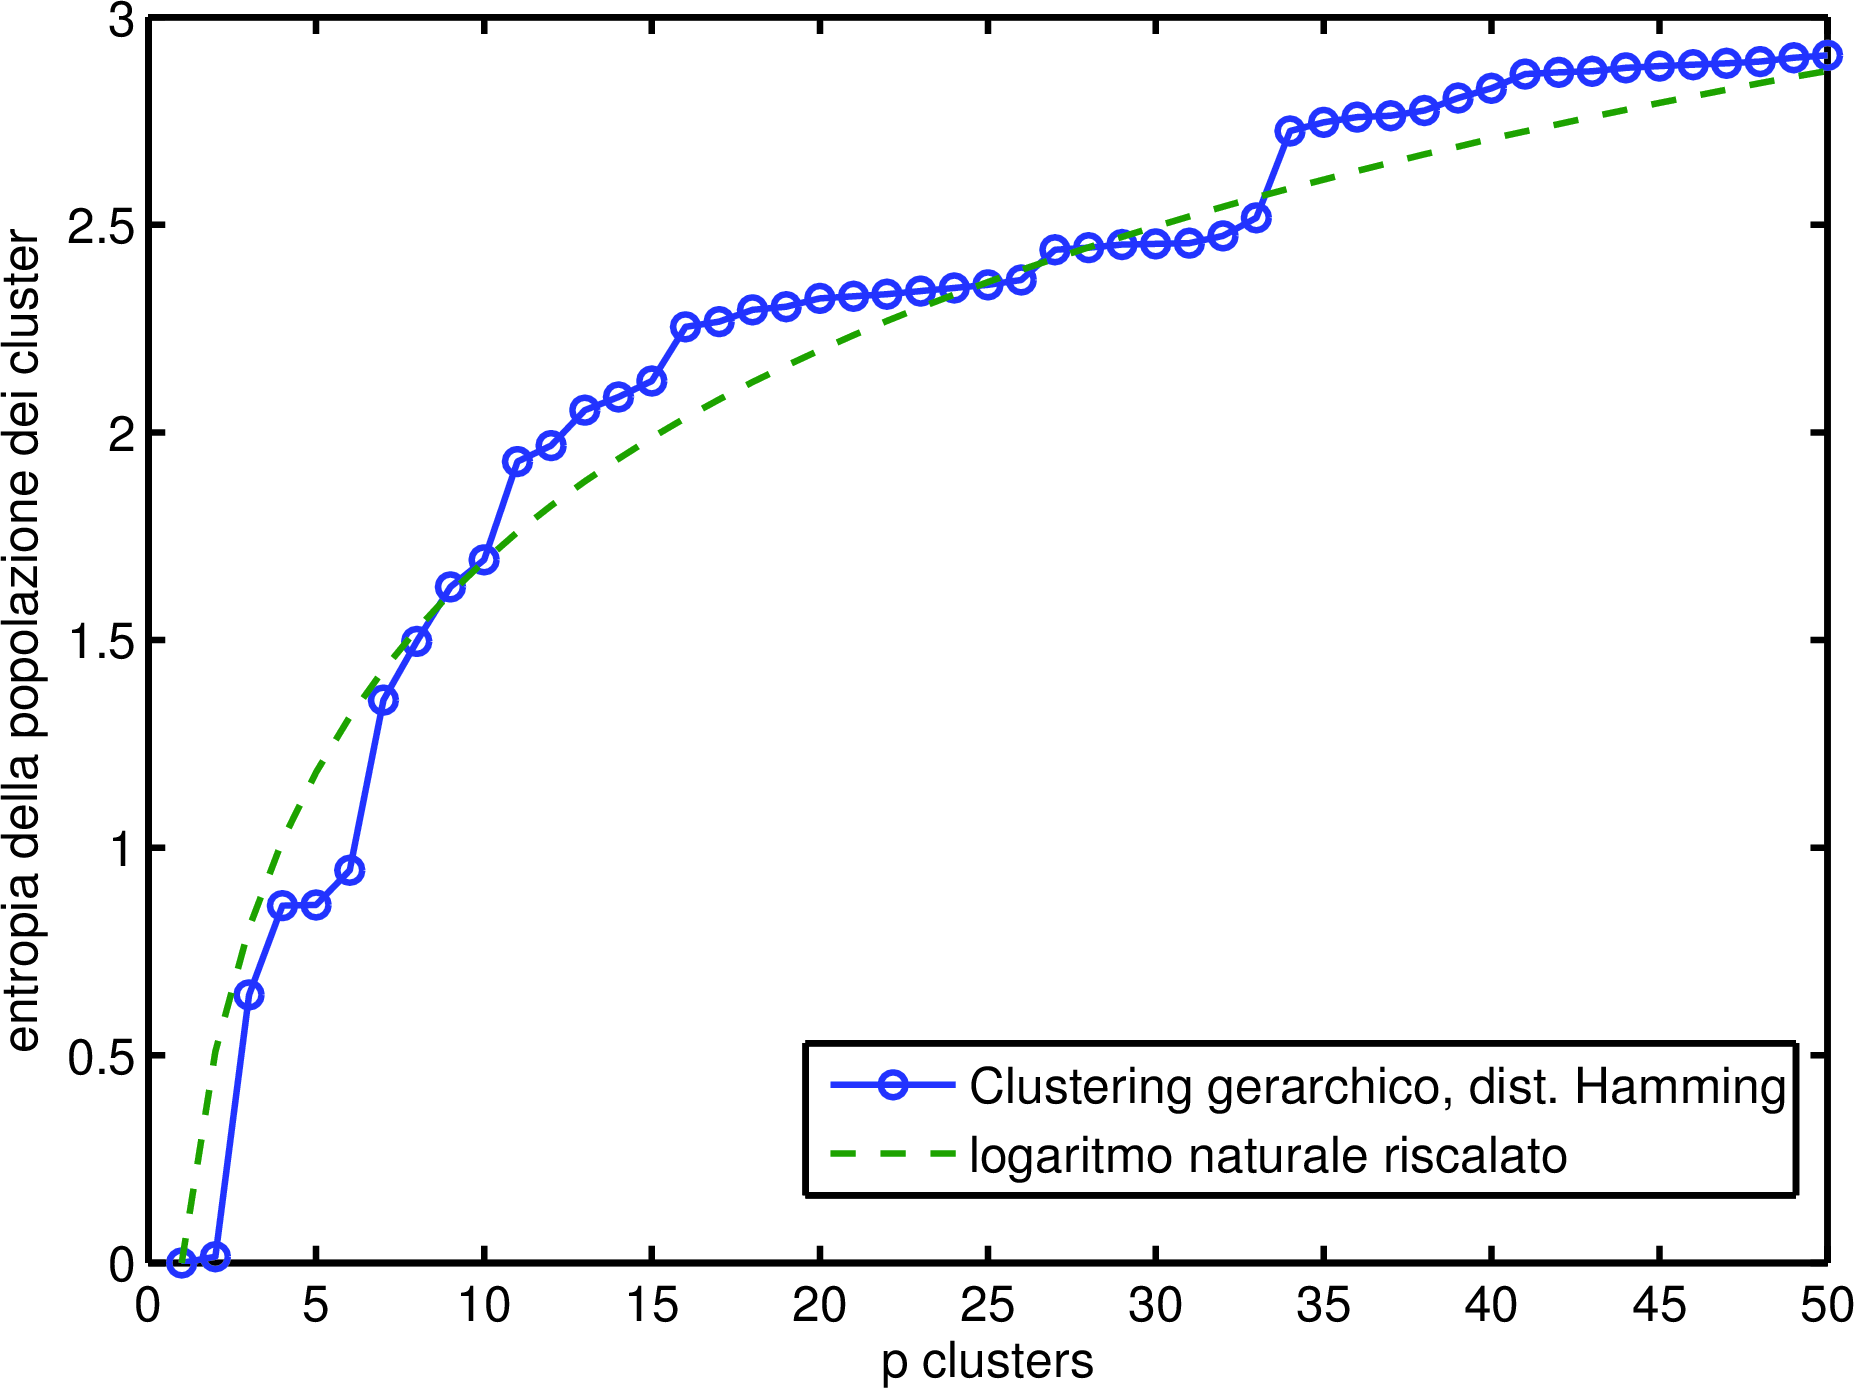 entropia della popolazione dei cluster
3
2.5
2
1.5
1
0.5
0
0 5 10 15 20 25 30 35 40 45 50
p clusters
Clustering gerarchico, dist. Hamming
logaritmo naturale riscalato